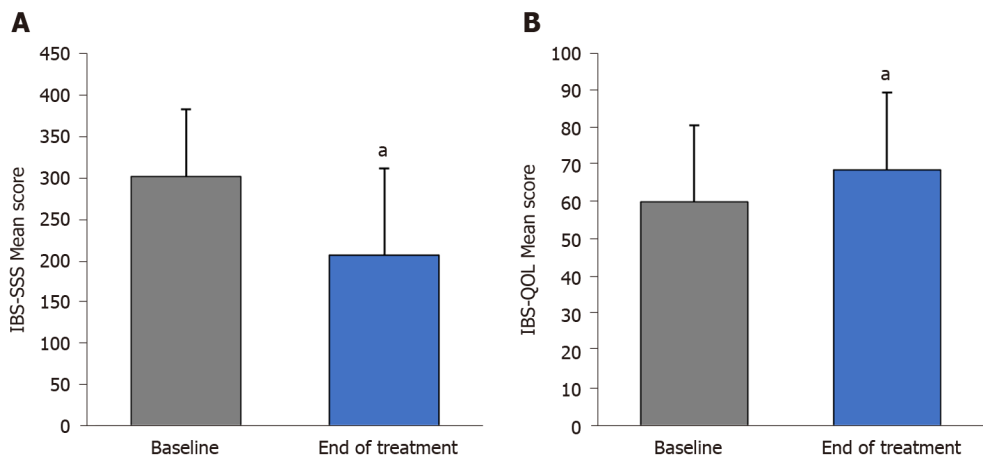 A
IBS-SSS Mean score
450
400
350
300
250
200
150
100
50
0
a
Baseline
End of treatment
B
IBS-QOL Mean score
100
90
80
70
60
50
40
30
20
10
0
a
Baseline
End of treatment